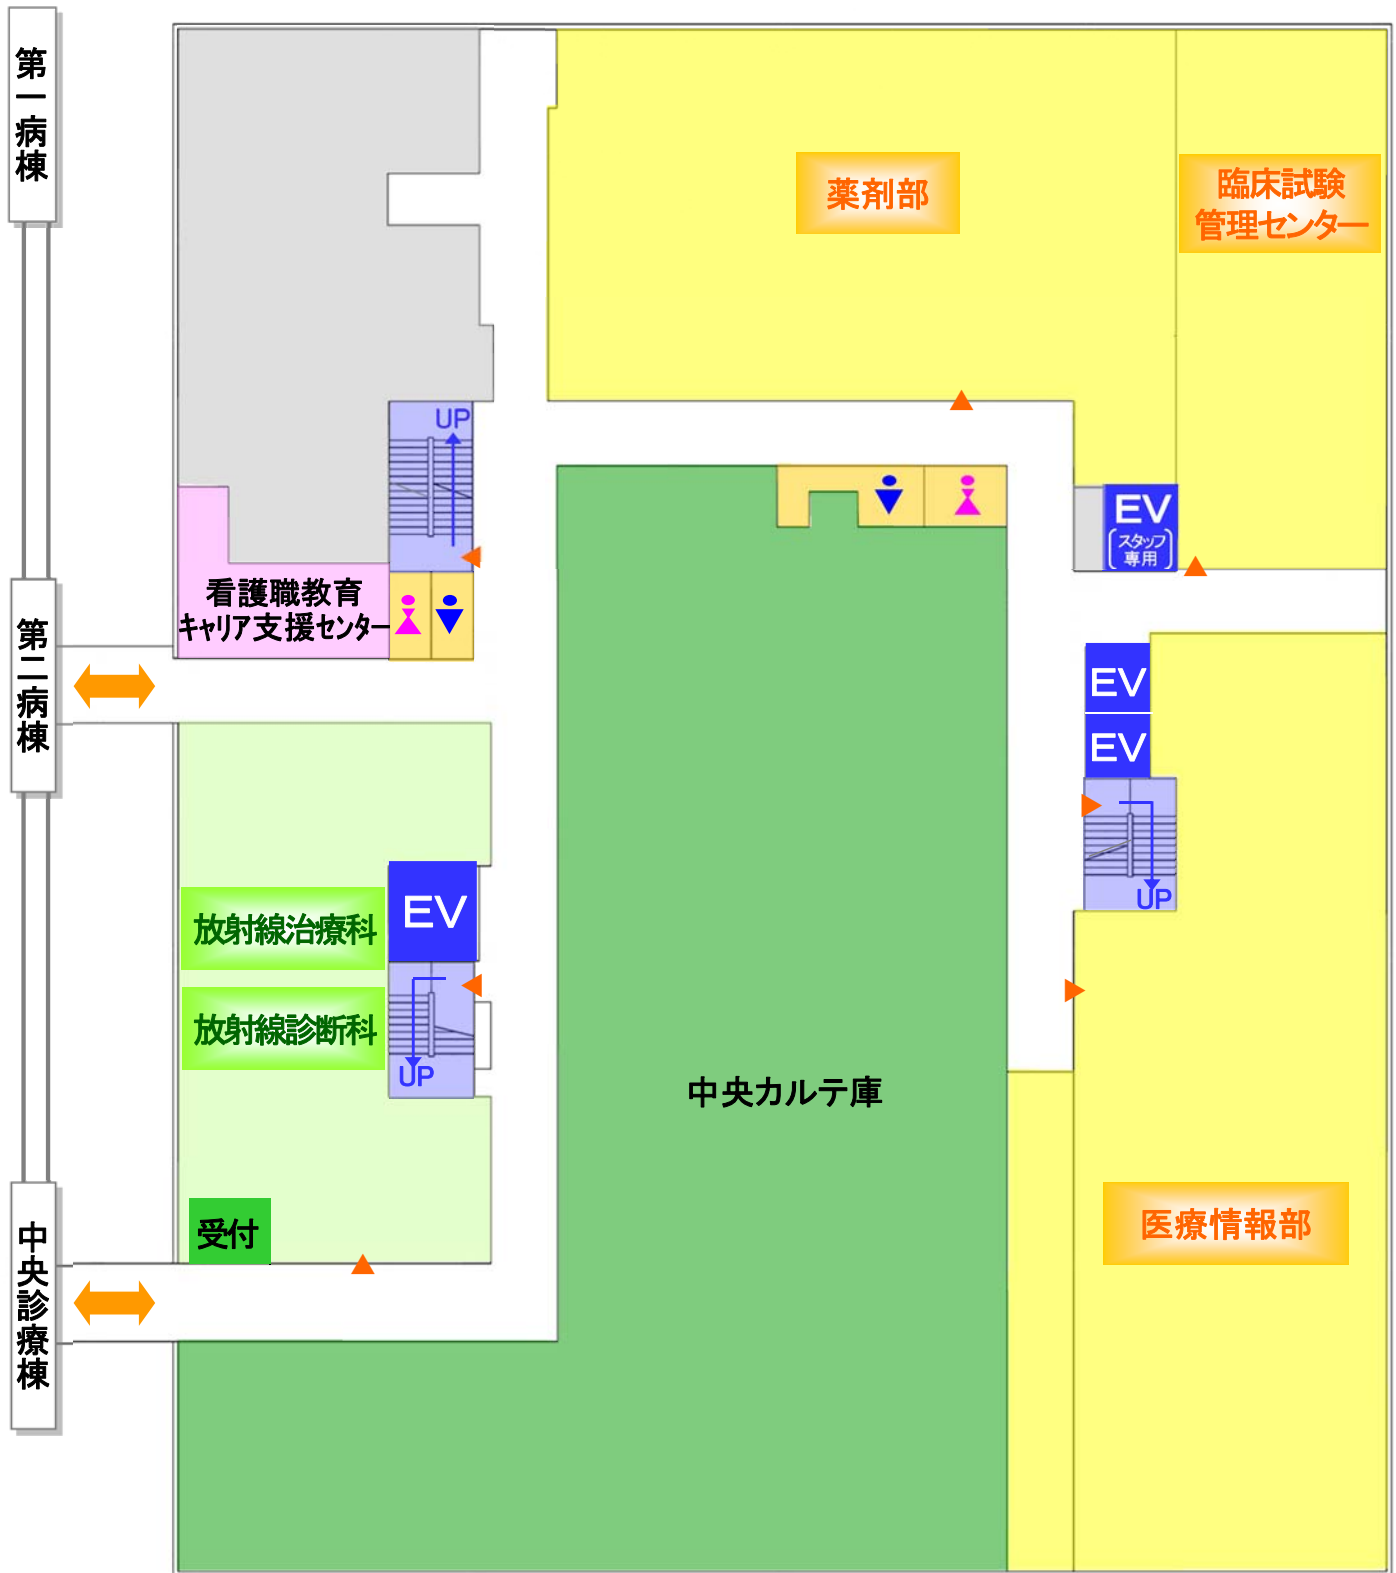 第一病棟
薬剤部
臨床試験
管理センター
UP
EV
スタッフ
専用
看護職教育
キャリア支援センター
第二病棟
EV
EV
UP
放射線治療科
EV
放射線診断科
UP
中央カルテ庫
受付
医療情報部
中央診療棟